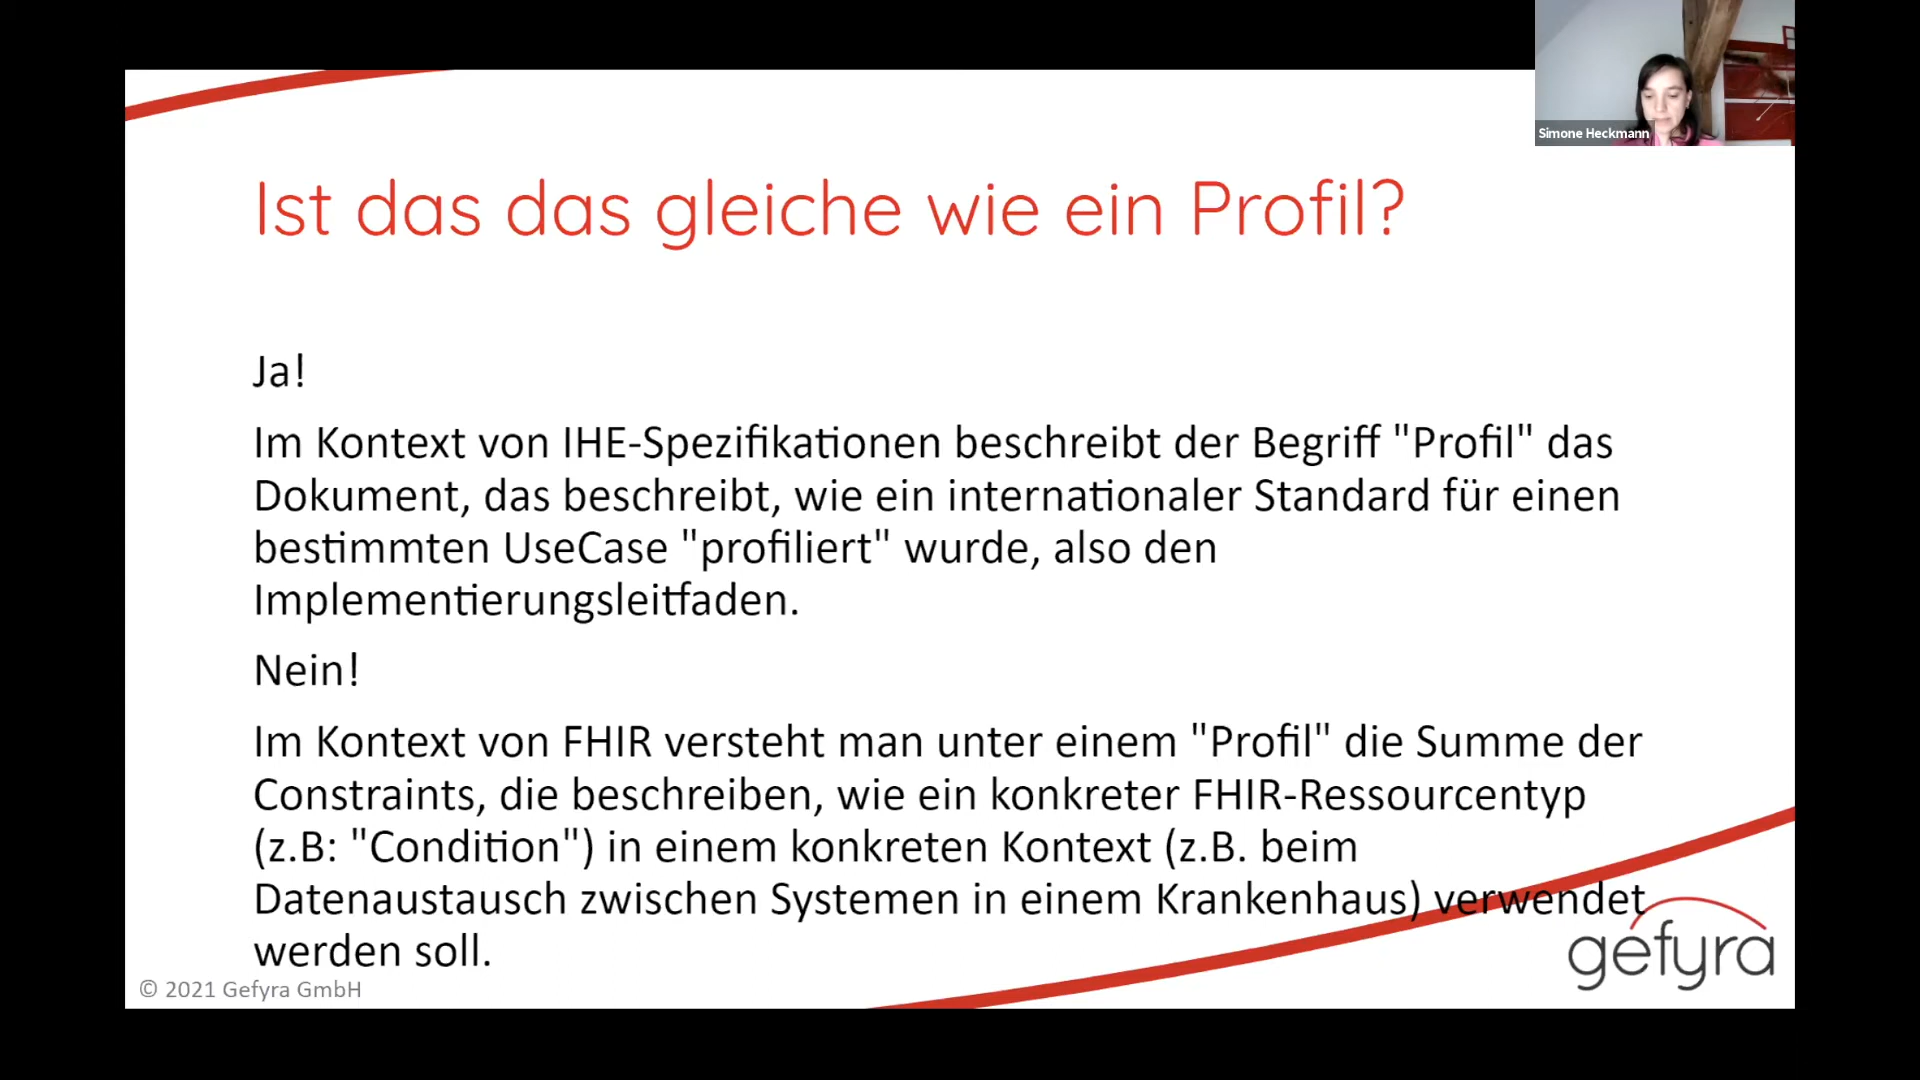 Simone Heckmann
Ist das das gleiche wie ein Profil?
Ja!
Im Kontext von IHE-Spezifikationen beschreibt der Begriff "Profil" das
Dokument, das beschreibt, wie ein internationaler Standard für einen
bestimmten UseCase "profiliert" wurde, also den
Implementierungsleitfaden.
Nein!
Im Kontext von FHIR versteht man unter einem "Profil" die Summe der
Constraints, die beschreiben, wie ein konkreter FHIR-Ressourcentyp
(z.B: "Condition") in einem konkreten Kontext (z.B. beim
Datenaustausch zwischen Systemen in einem Krankenhaus) verwendet
werden soll.
gefyra
© 2021 Gefyra GmbH